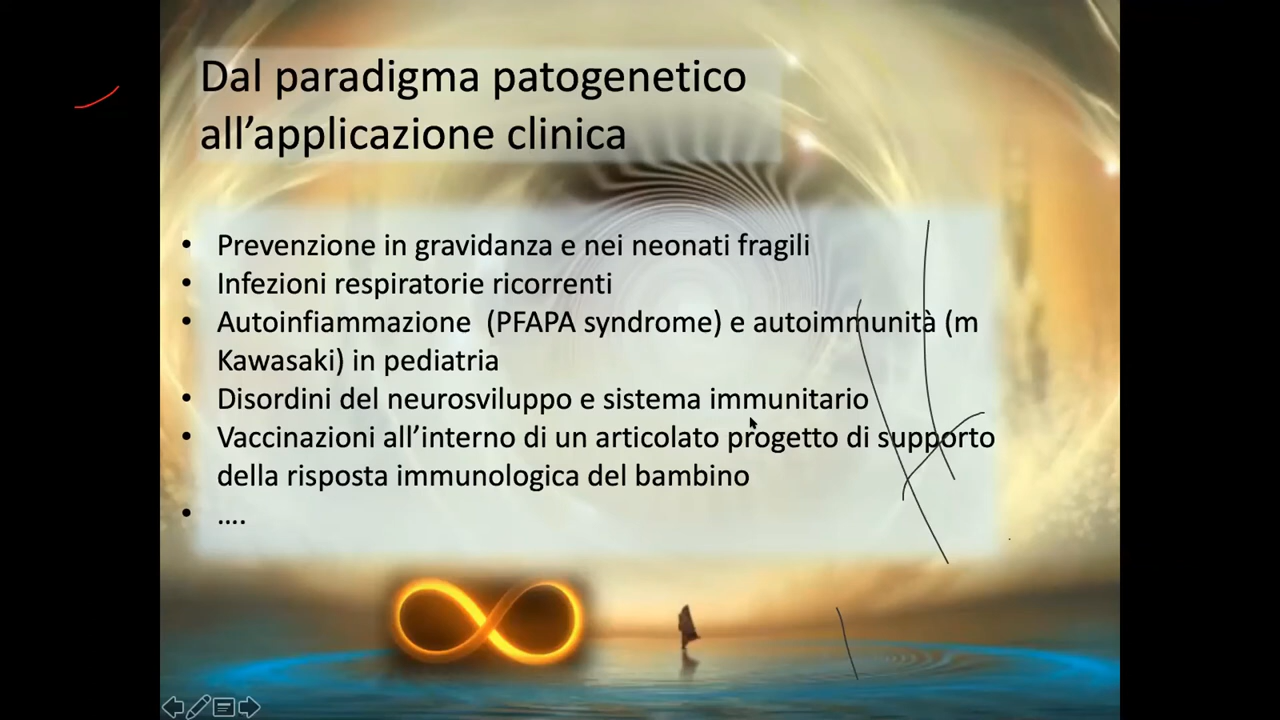 Dal paradigma patogenetico
all’applicazione clinica
• Prevenzione in gravidanza e nei neonati fragili
• Infezioni respiratorie ricorrenti
• Autoinfiammazione (PFAPA syndrome) e autoimmunità (m
Kawasaki) in pediatria
• Disordini del neurosviluppo e sistema immunitario
• Vaccinazioni all’interno di un articolato progetto di supporto
della risposta immunologica del bambino
• ….